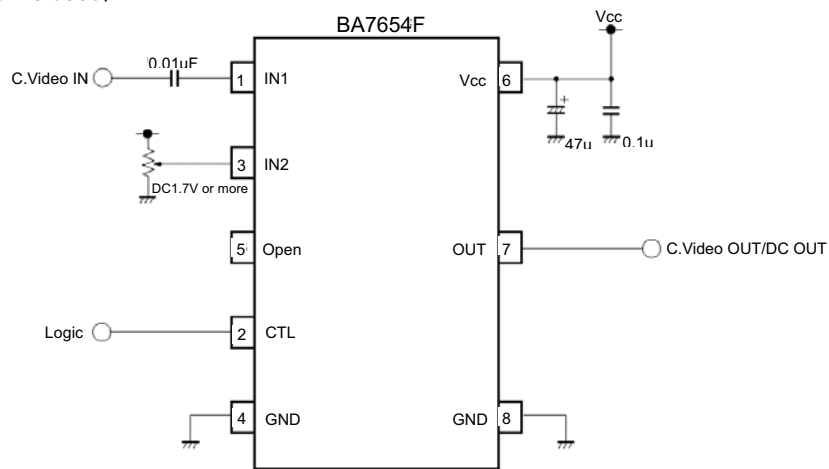 BA7654F
Vcc
C.Video IN
0.01uF
1 IN1
Vcc 6
+
47u
0.1u
3 IN2
DC1.7V or more
5 Open
OUT 7
C.Video OUT/DC OUT
Logic
2 CTL
4 GND
GND 8